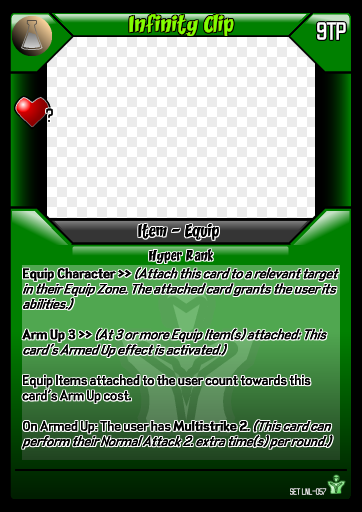 Infinity Clip
9TP
?
Item - Equip
Hyper Rank
Equip Character >> (Attach this card to a relevant target
in their Equip Zone. The attached card grants the user its
abilities.)
Arm Up 3 >> (At 3 or more Equip Item(s) attached: This
card's Armed Up effect is activated.)
Equip Items attached to the user count towards this
card's Arm Up cost.
On Armed Up: The user has Multistrike 2. (This card can
perform their Normal Attack 2 extra time(s) per round.)
SET LNL-057